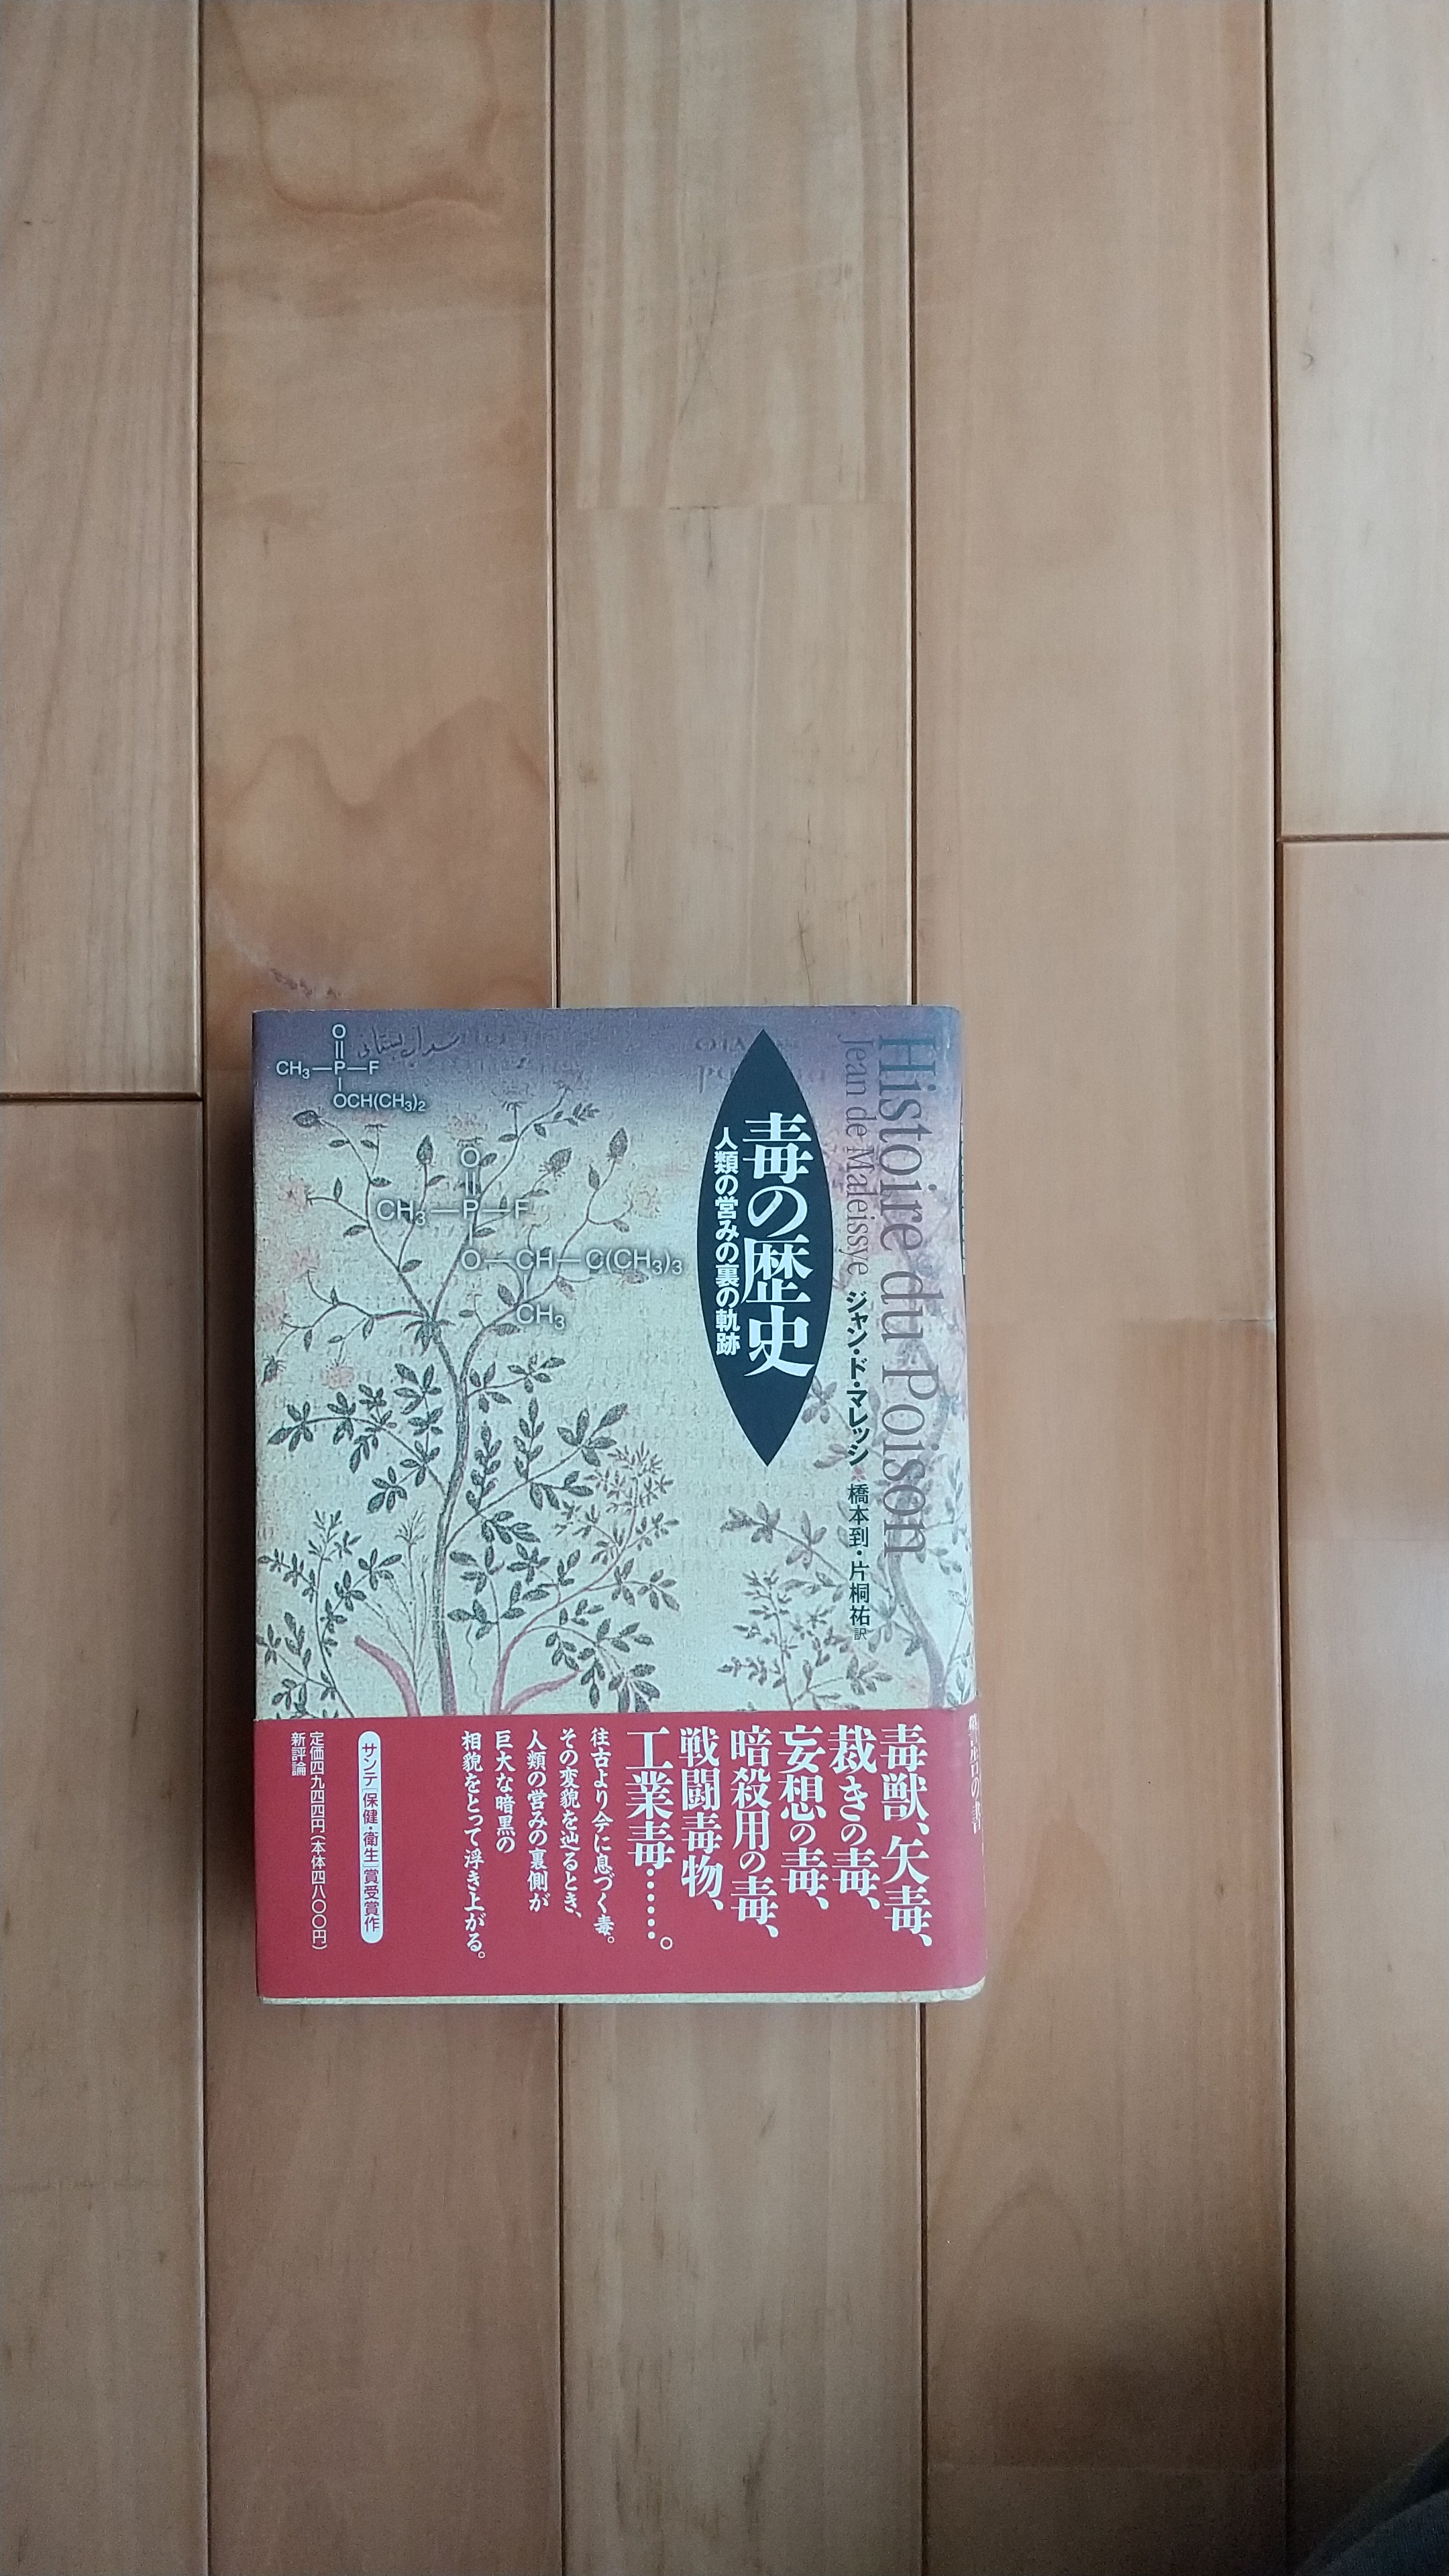 Histoire du Poison
Jean de Maleissye ジャン・ド・マレッシ 橋本到・片桐祐 訳
毒の歴史
人類の営みの裏の軌跡
O
CH₃—P—F
OCH(CH₃)₂
O
CH₃—P—F
O—CH—C(CH₃)₃
CH₃
毒獣、矢毒、
裁きの毒、
妄想の毒、
暗殺用の毒、
戦闘毒物、
工業毒……。
往古より今に息づく毒。
その変貌を辿るとき、
人類の営みの裏側が
巨大な暗黒の
相貌をとって浮き上がる。
サンテ[保健・衛生]賞受賞作
定価四九四四円(本体四八〇〇円)
新評論